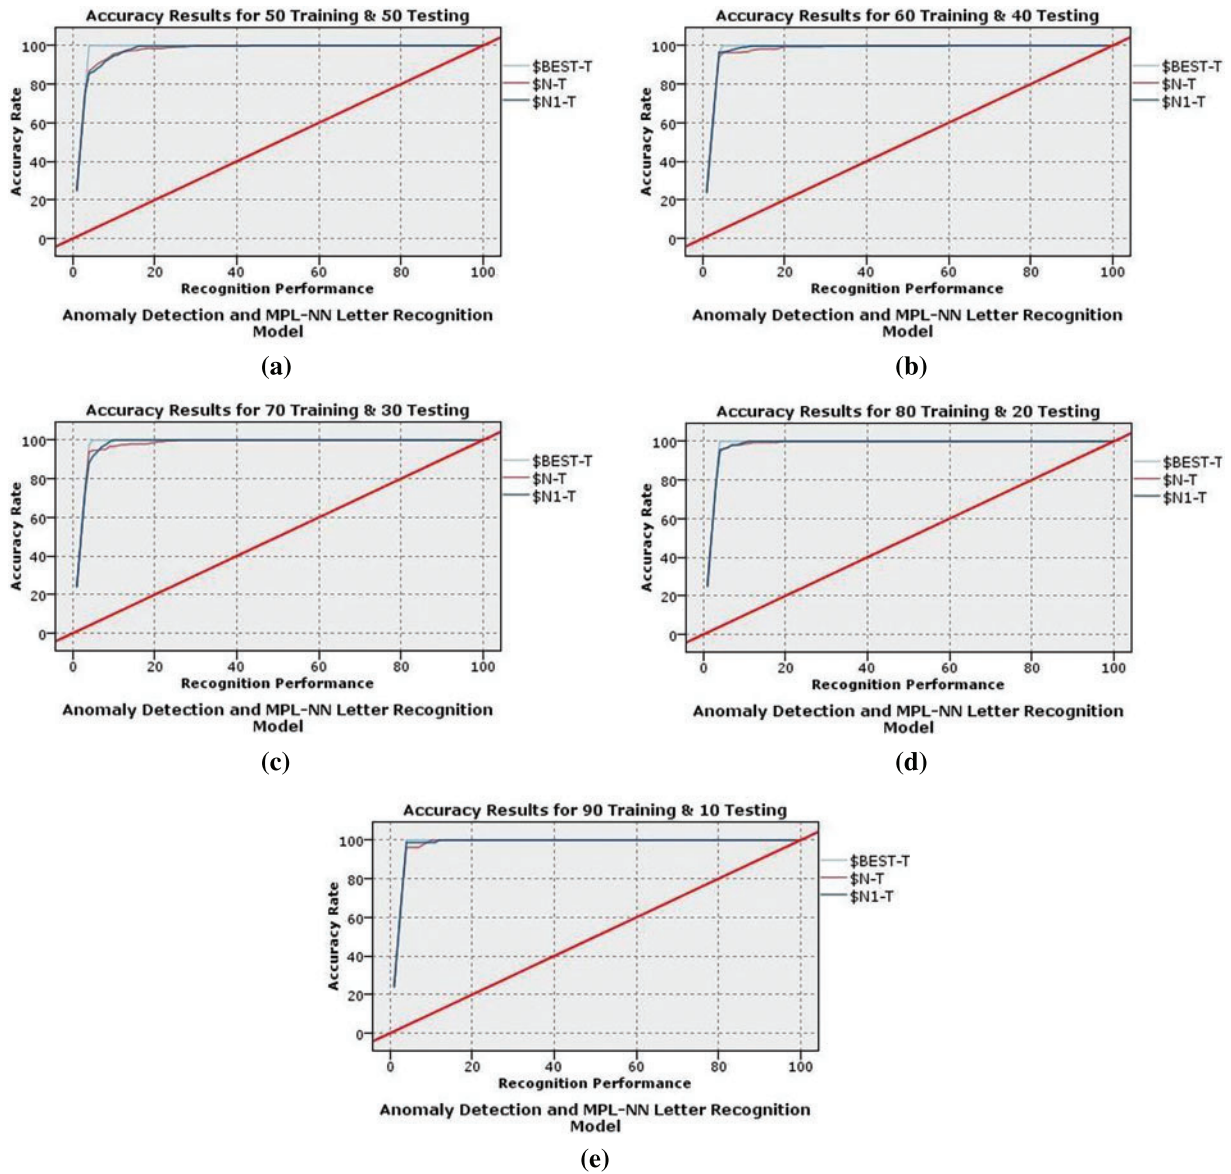 Accuracy Results for 50 Training & 50 Testing
100
80
60
40
20
0
Accuracy Rate
0 20 40 60 80 100
Recognition Performance
$BEST-T
$N-T
$N1-T
Anomaly Detection and MPL-NN Letter Recognition
Model
(a)
Accuracy Results for 60 Training & 40 Testing
100
80
60
40
20
0
Accuracy Rate
0 20 40 60 80 100
Recognition Performance
$BEST-T
$N-T
$N1-T
Anomaly Detection and MPL-NN Letter Recognition
Model
(b)
Accuracy Results for 70 Training & 30 Testing
100
80
60
40
20
0
Accuracy Rate
0 20 40 60 80 100
Recognition Performance
$BEST-T
$N-T
$N1-T
Anomaly Detection and MPL-NN Letter Recognition
Model
(c)
Accuracy Results for 80 Training & 20 Testing
100
80
60
40
20
0
Accuracy Rate
0 20 40 60 80 100
Recognition Performance
$BEST-T
$N-T
$N1-T
Anomaly Detection and MPL-NN Letter Recognition
Model
(d)
Accuracy Results for 90 Training & 10 Testing
100
80
60
40
20
0
Accuracy Rate
0 20 40 60 80 100
Recognition Performance
$BEST-T
$N-T
$N1-T
Anomaly Detection and MPL-NN Letter Recognition
Model
(e)